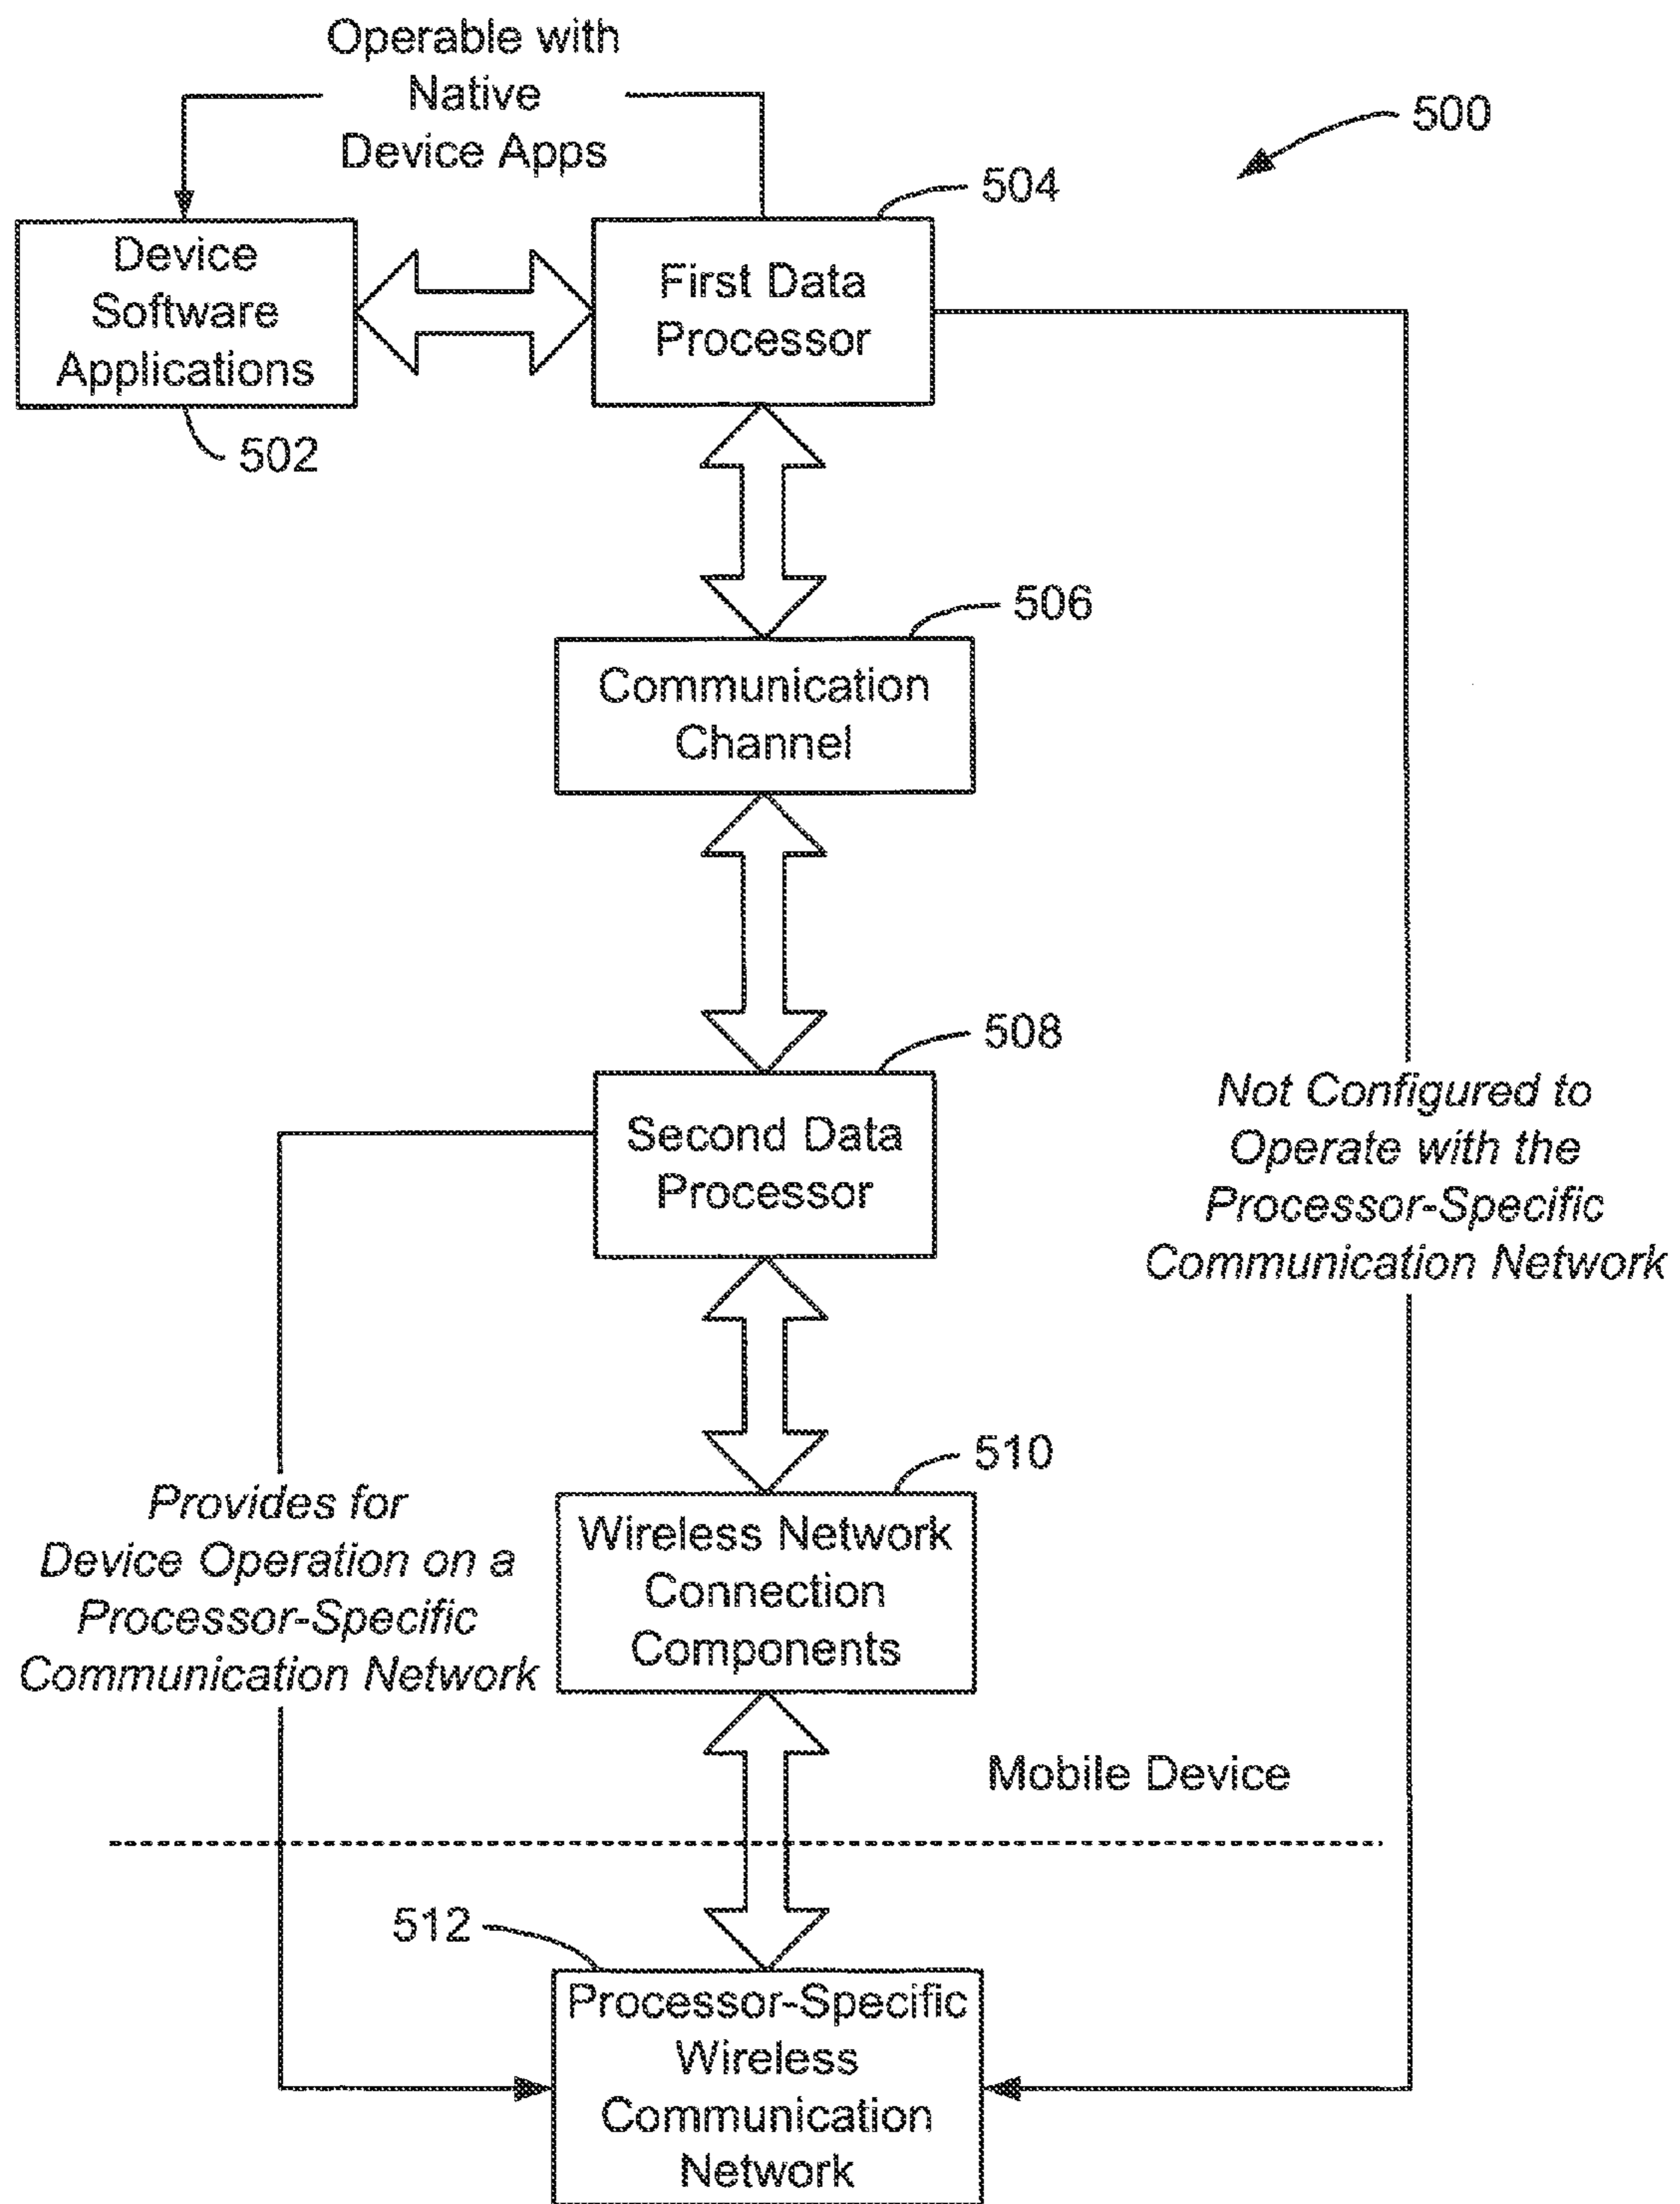 Operable with
Native
Device Apps
500
504
Device
Software
Applications
First Data
Processor
502
506
Communication
Channel
508
Second Data
Processor
Not Configured to
Operate with the
Processor-Specific
Communication Network
510
Provides for
Device Operation on a
Processor-Specific
Communication Network
Wireless Network
Connection
Components
Mobile Device
512
Processor-Specific
Wireless
Communication
Network